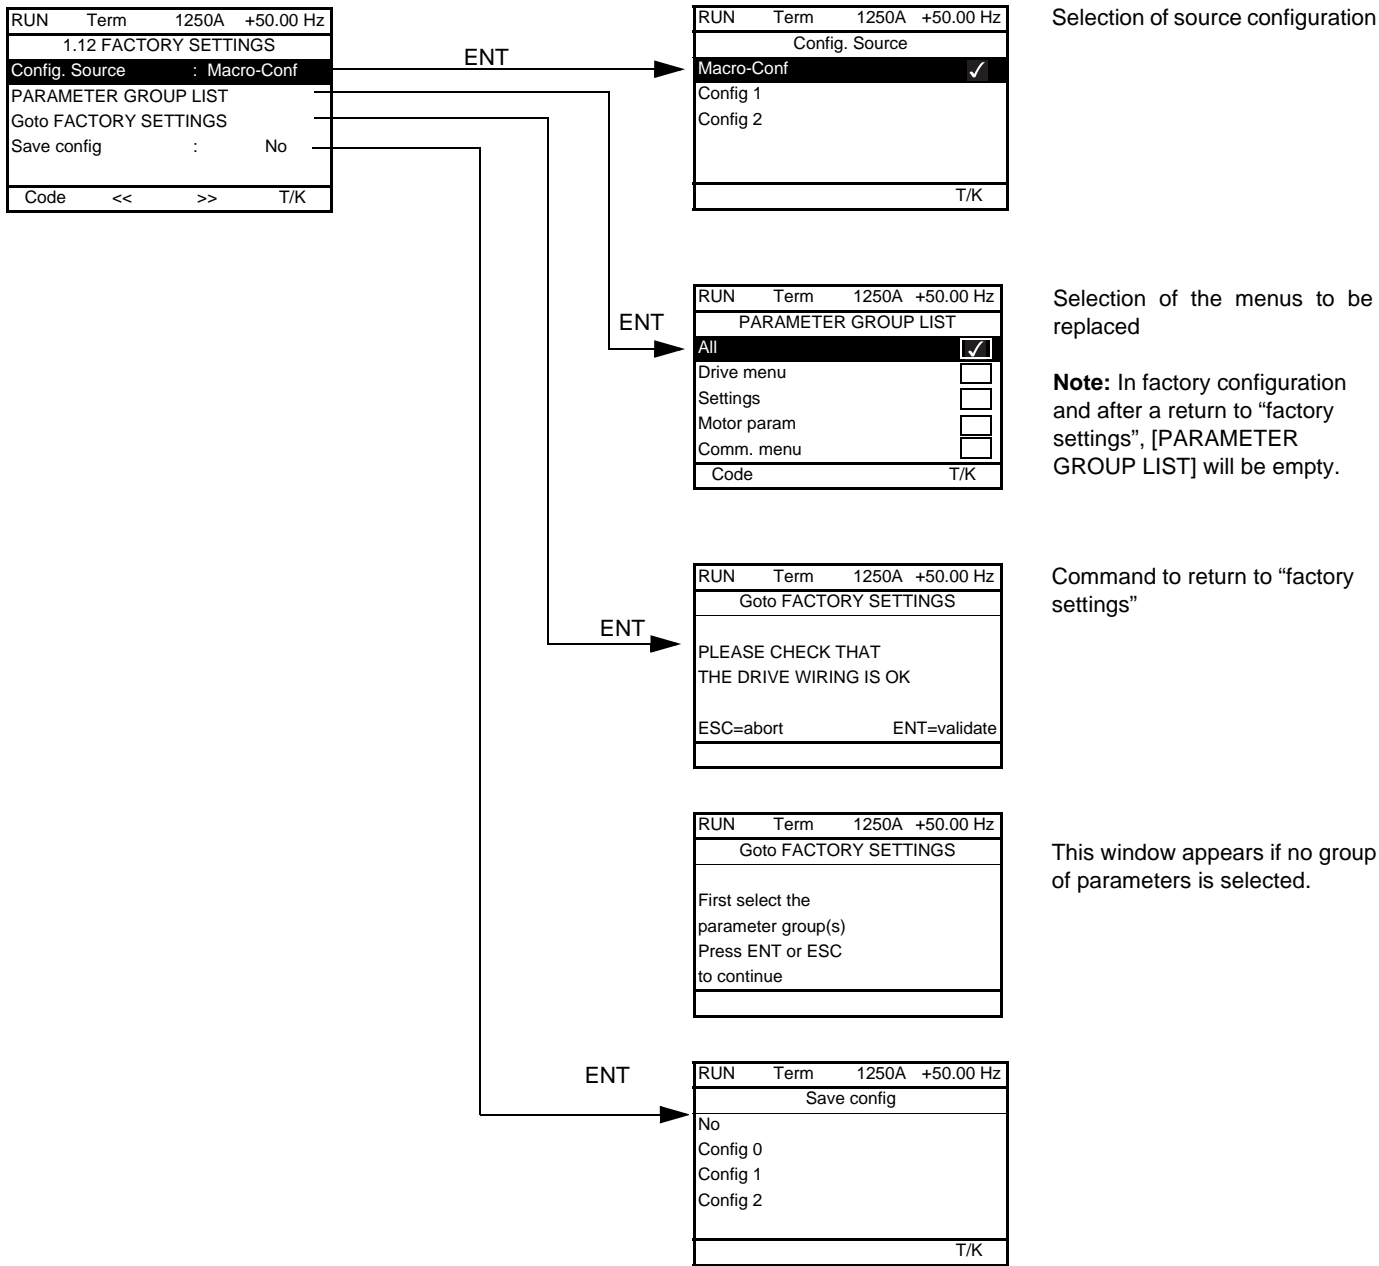 RUN Term 1250A +50.00 Hz
1.12 FACTORY SETTINGS
Config. Source : Macro-Conf
PARAMETER GROUP LIST
Goto FACTORY SETTINGS
Save config : No
Code << >> T/K
ENT
RUN Term 1250A +50.00 Hz
Config. Source
Macro-Conf ✓
Config 1
Config 2
T/K
Selection of source configuration
ENT
RUN Term 1250A +50.00 Hz
PARAMETER GROUP LIST
All ✓
Drive menu
Settings
Motor param
Comm. menu
Code T/K
Selection of the menus to be
replaced
Note: In factory configuration
and after a return to “factory
settings”, [PARAMETER
GROUP LIST] will be empty.
ENT
RUN Term 1250A +50.00 Hz
Goto FACTORY SETTINGS
PLEASE CHECK THAT
THE DRIVE WIRING IS OK
ESC=abort ENT=validate
Command to return to “factory
settings”
RUN Term 1250A +50.00 Hz
Goto FACTORY SETTINGS
First select the
parameter group(s)
Press ENT or ESC
to continue
This window appears if no group
of parameters is selected.
ENT
RUN Term 1250A +50.00 Hz
Save config
No
Config 0
Config 1
Config 2
T/K